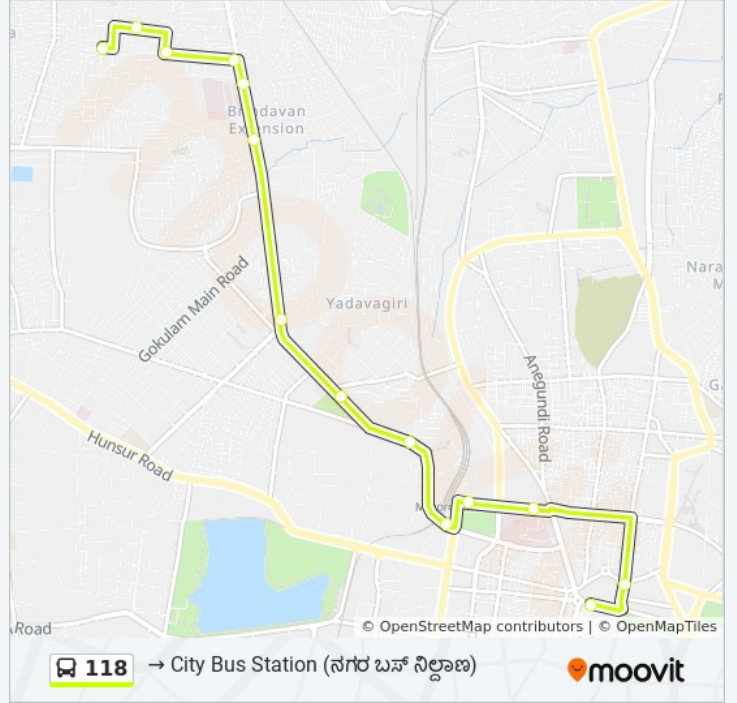 Brindavan
Extension
Gokulam Main Road
Yadavagiri
Nara
M
Anegundi Road
Hunsur Road
Road
© OpenStreetMap contributors | © OpenMapTiles
118
→ City Bus Station (ನಗರ ಬಸ್ ನಿಲ್ದಾಣ)
moovit